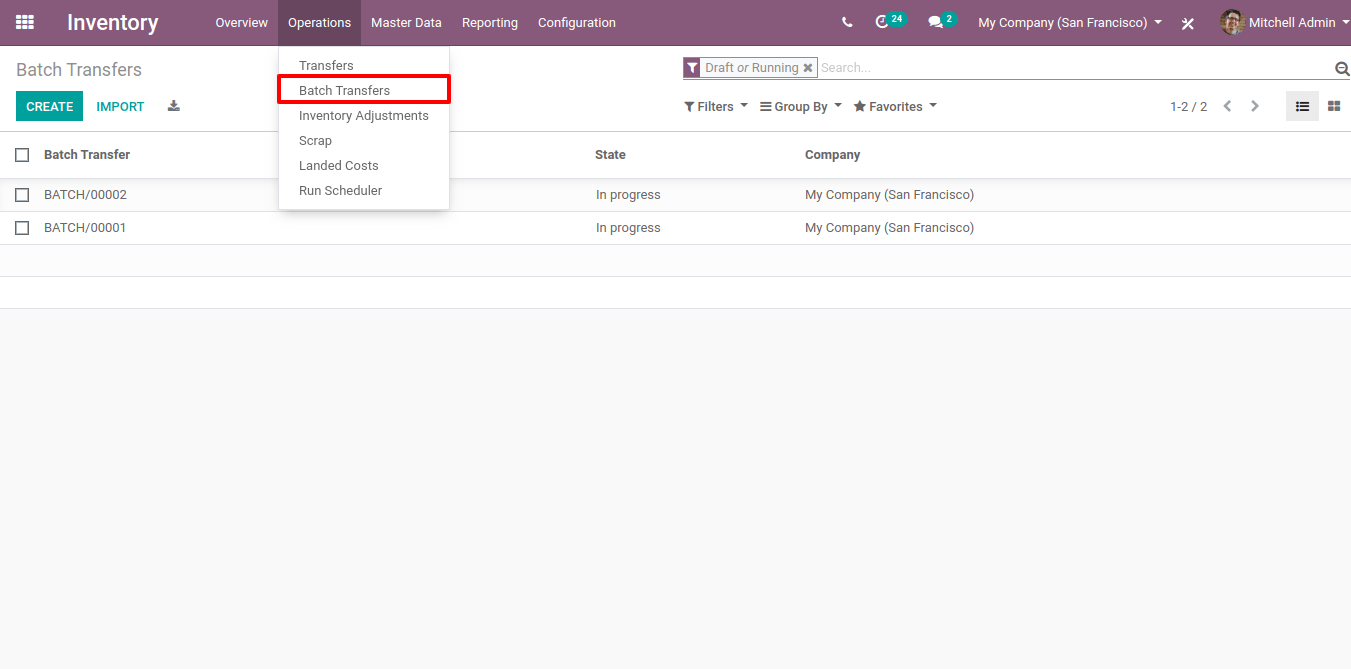 Inventory Overview Operations Master Data Reporting Configuration 24 2 My Company (San Francisco) Mitchell Admin
Batch Transfers
Draft or Running Search...
CREATE IMPORT
Filters Group By Favorites 1-2 / 2
Transfers
Batch Transfers
Inventory Adjustments
Scrap
Landed Costs
Run Scheduler
Batch Transfer State Company
BATCH/00002 In progress My Company (San Francisco)
BATCH/00001 In progress My Company (San Francisco)